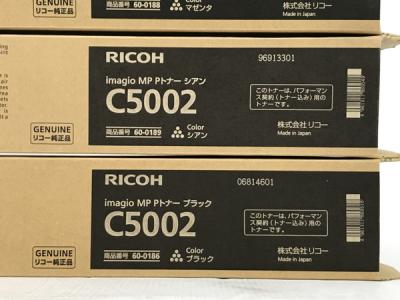 GENUINE
リコー純正品
商品番号 60-0188
Color
マゼンタ
株式会社リコー
Made in Japan
RICOH
96913301
imagio MP Pトナー シアン
C5002
このトナーは、パフォーマン
ス契約(トナー込み)用の
トナーです。
GENUINE
リコー純正品
商品番号 60-0189
Color
シアン
株式会社リコー
Made in Japan
RICOH
06814601
imagio MP Pトナー ブラック
C5002
このトナーは、パフォーマン
ス契約(トナー込み)用の
トナーです。
GENUINE
リコー純正品
商品番号 60-0186
Color
ブラック
株式会社リコー
Made in Japan